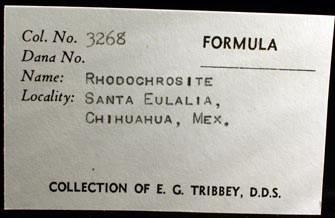 Col. No. 3268
FORMULA
Dana No.
Name: RHODOCHROSITE
Locality: SANTA EULALIA,
CHIHUAHUA, MEX.
COLLECTION OF E. G. TRIBBEY, D.D.S.